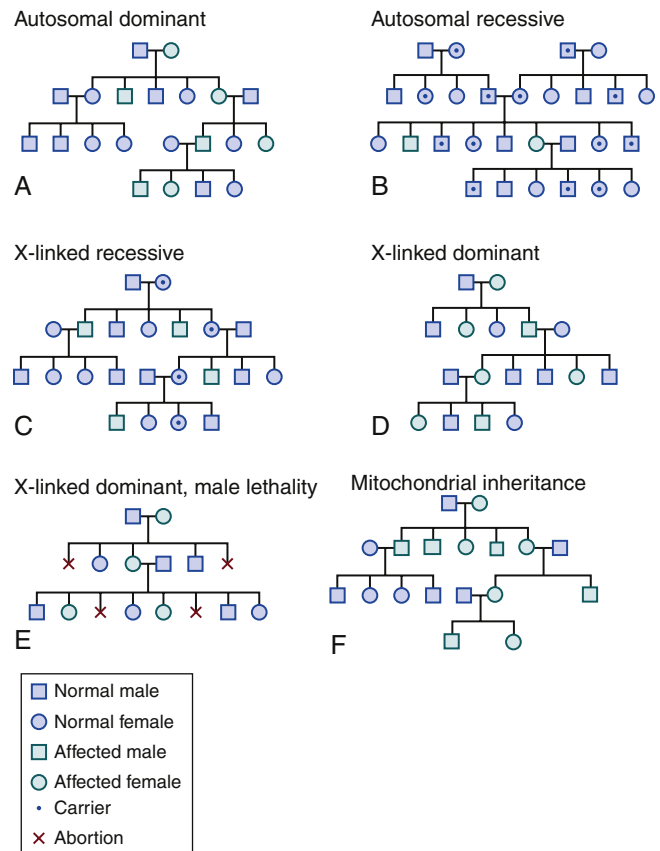 Autosomal dominant
A
Autosomal recessive
B
X-linked recessive
C
X-linked dominant
D
X-linked dominant, male lethality
E
Mitochondrial inheritance
F
Normal male
Normal female
Affected male
Affected female
Carrier
Abortion